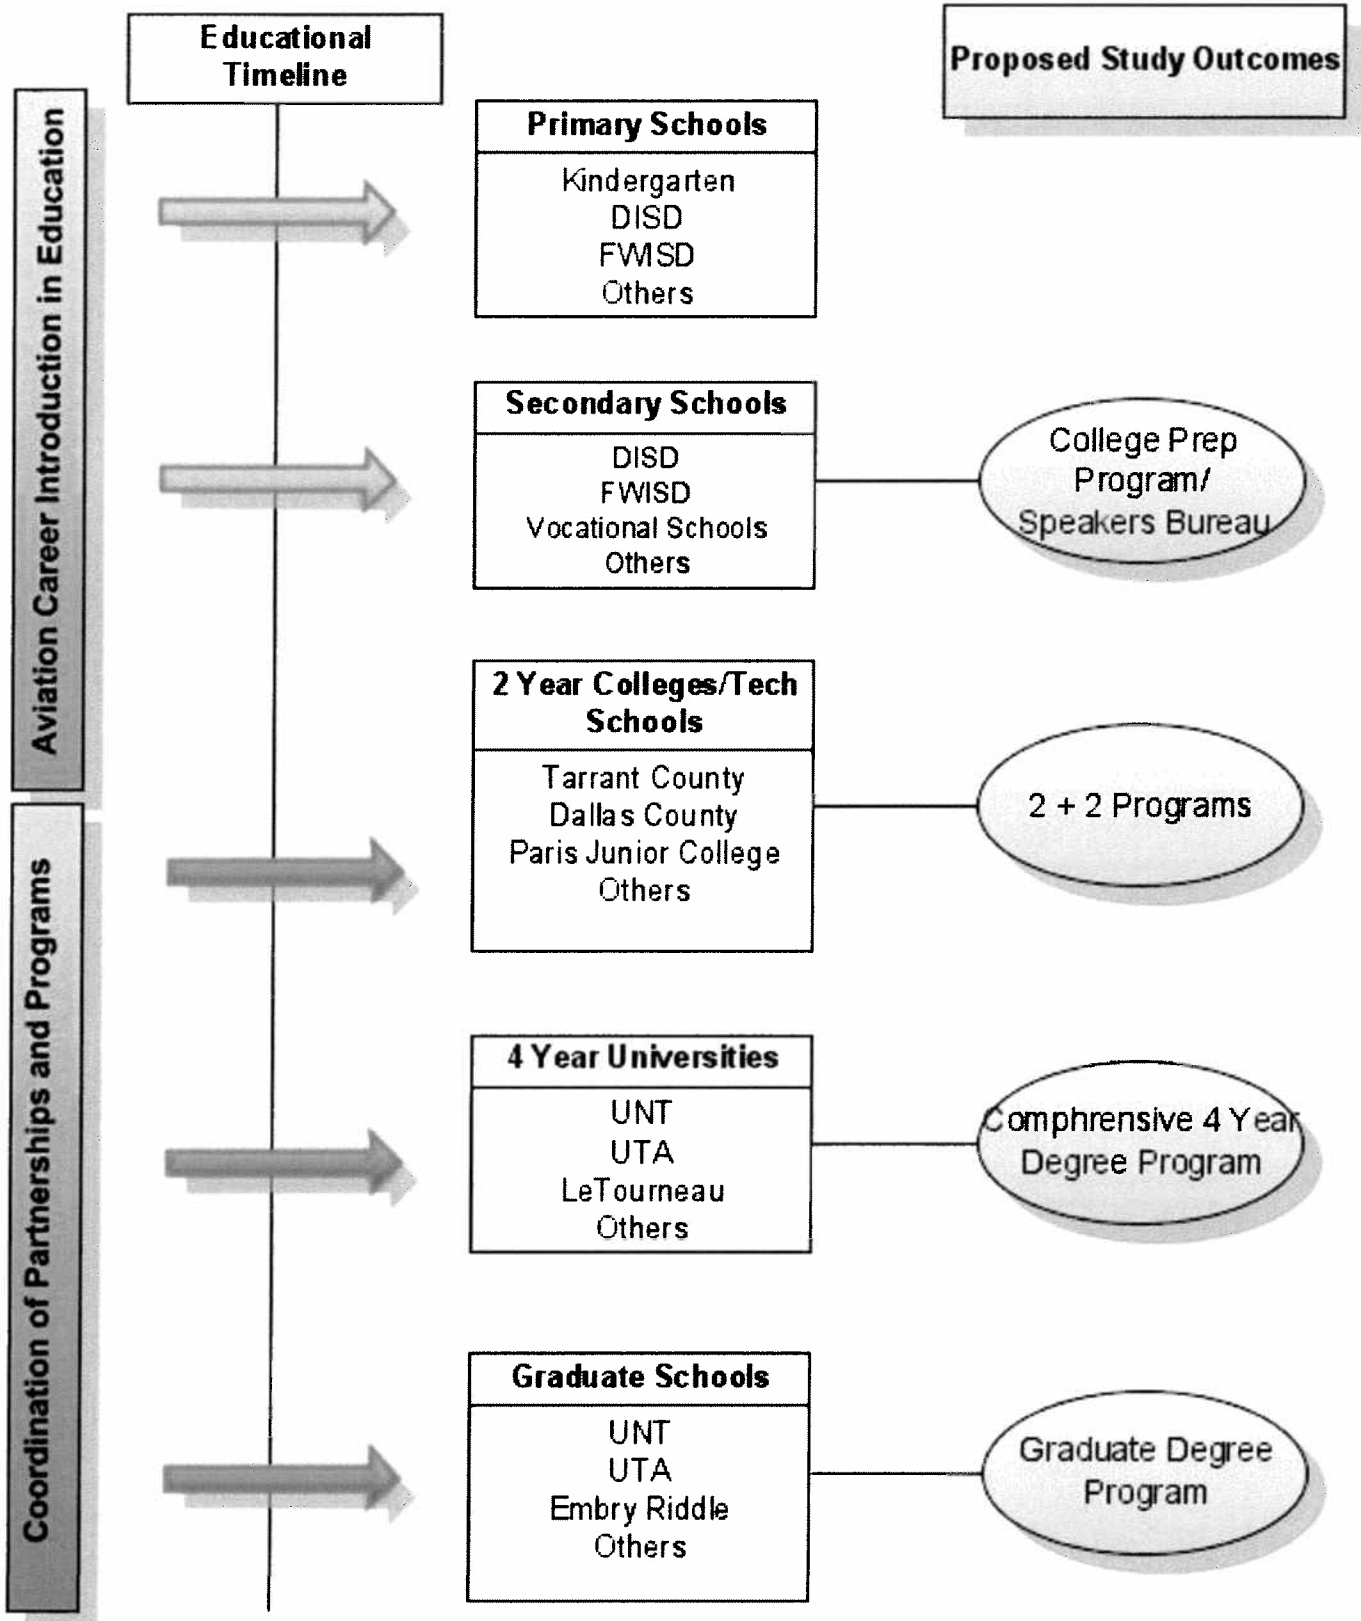 Educational
Timeline
Proposed Study Outcomes
Aviation Career Introduction in Education
Primary Schools
Kindergarten
DISD
FWISD
Others
Secondary Schools
DISD
FWISD
Vocational Schools
Others
College Prep
Program/
Speakers Bureau
2 Year Colleges/Tech
Schools
Tarrant County
Dallas County
Paris Junior College
Others
2 + 2 Programs
Coordination of Partnerships and Programs
4 Year Universities
UNT
UTA
LeTourneau
Others
Comphrensive 4 Year
Degree Program
Graduate Schools
UNT
UTA
Embry Riddle
Others
Graduate Degree
Program